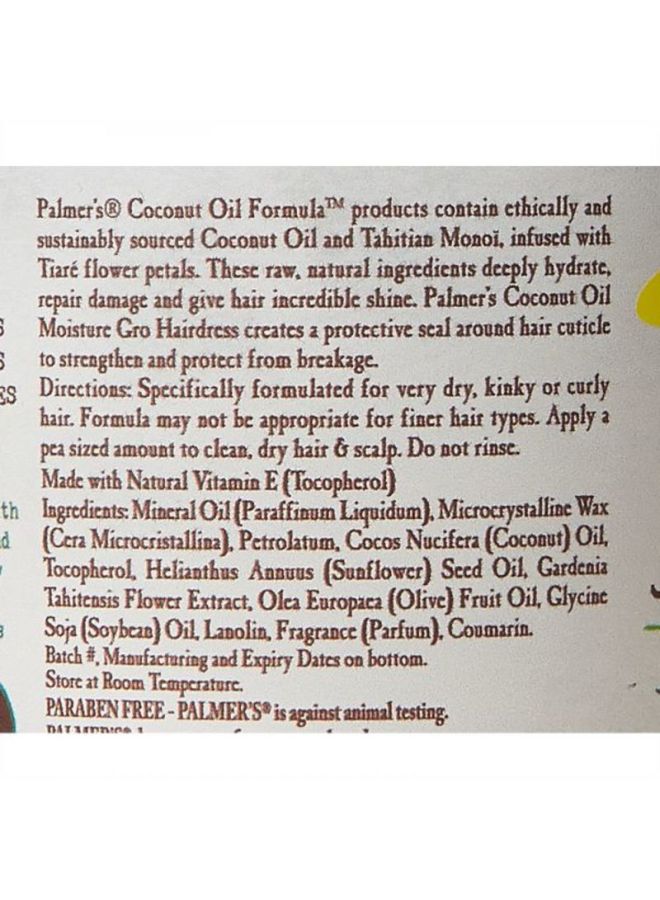 Palmer's® Coconut Oil Formula™ products contain ethically and
sustainably sourced Coconut Oil and Tahitian Monoï, infused with
Tiaré flower petals. These raw, natural ingredients deeply hydrate,
repair damage and give hair incredible shine. Palmer's Coconut Oil
Moisture Gro Hairdress creates a protective seal around hair cuticle
to strengthen and protect from breakage.
Directions: Specifically formulated for very dry, kinky or curly
hair. Formula may not be appropriate for finer hair types. Apply a
pea sized amount to clean, dry hair & scalp. Do not rinse.
Made with Natural Vitamin E (Tocopherol)
Ingredients: Mineral Oil (Paraffinum Liquidum), Microcrystalline Wax
(Cera Microcristallina), Petrolatum, Cocos Nucifera (Coconut) Oil,
Tocopherol, Helianthus Annuus (Sunflower) Seed Oil, Gardenia
Tahitensis Flower Extract, Olea Europaea (Olive) Fruit Oil, Glycine
Soja (Soybean) Oil, Lanolin, Fragrance (Parfum), Coumarin.
Batch #, Manufacturing and Expiry Dates on bottom.
Store at Room Temperature.
PARABEN FREE - PALMER'S® is against animal testing.